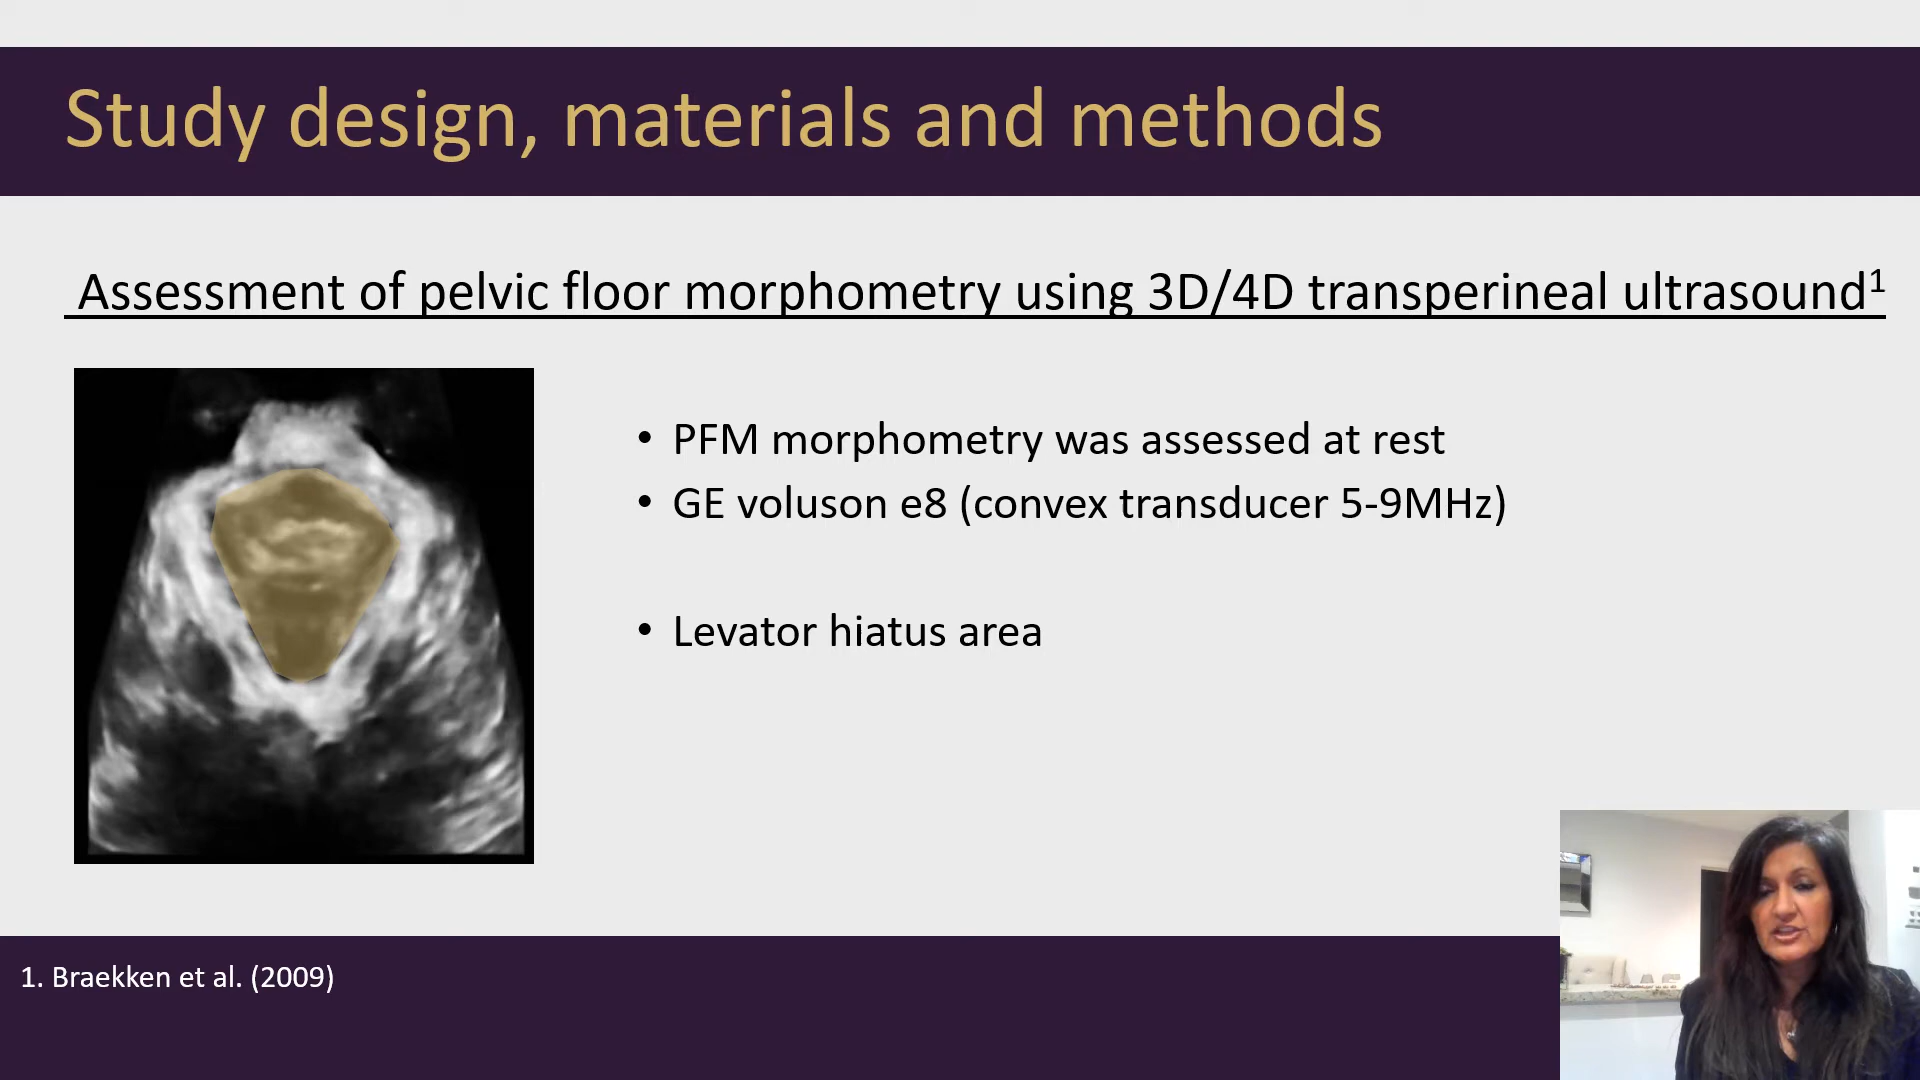 Study design, materials and methods
Assessment of pelvic floor morphometry using 3D/4D transperineal ultrasound¹
• PFM morphometry was assessed at rest
• GE voluson e8 (convex transducer 5-9MHz)
• Levator hiatus area
1. Braekken et al. (2009)